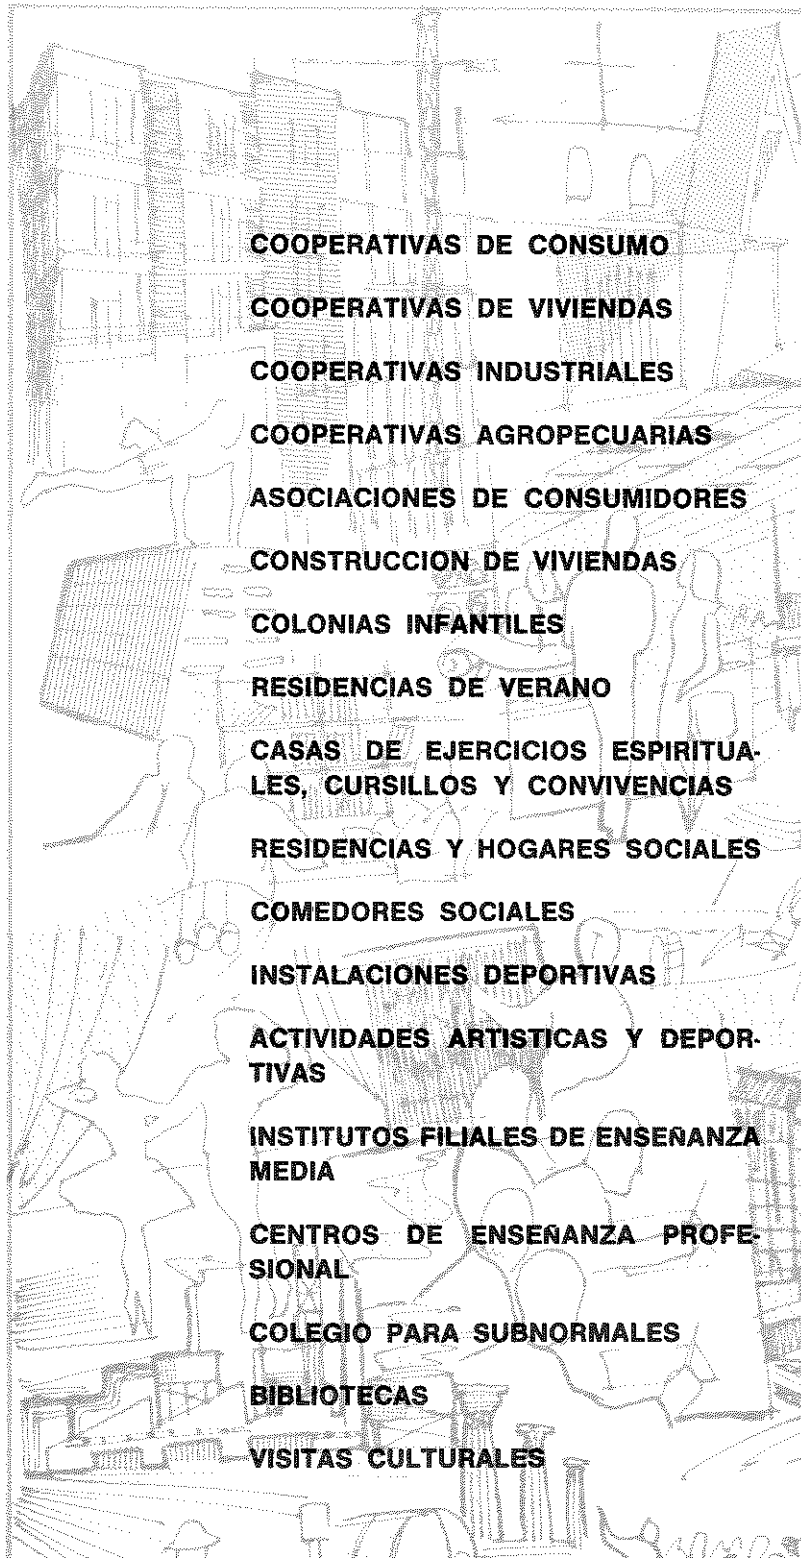 COOPERATIVAS DE CONSUMO
COOPERATIVAS DE VIVIENDAS
COOPERATIVAS INDUSTRIALES
COOPERATIVAS AGROPECUARIAS
ASOCIACIONES DE CONSUMIDORES
CONSTRUCCION DE VIVIENDAS
COLONIAS INFANTILES
RESIDENCIAS DE VERANO
CASAS DE EJERCICIOS ESPIRITUA-
LES, CURSILLOS Y CONVIVENCIAS
RESIDENCIAS Y HOGARES SOCIALES
COMEDORES SOCIALES
INSTALACIONES DEPORTIVAS
ACTIVIDADES ARTISTICAS Y DEPOR-
TIVAS
INSTITUTOS FILIALES DE ENSEÑANZA
MEDIA
CENTROS DE ENSEÑANZA PROFE-
SIONAL
COLEGIO PARA SUBNORMALES
BIBLIOTECAS
VISITAS CULTURALES